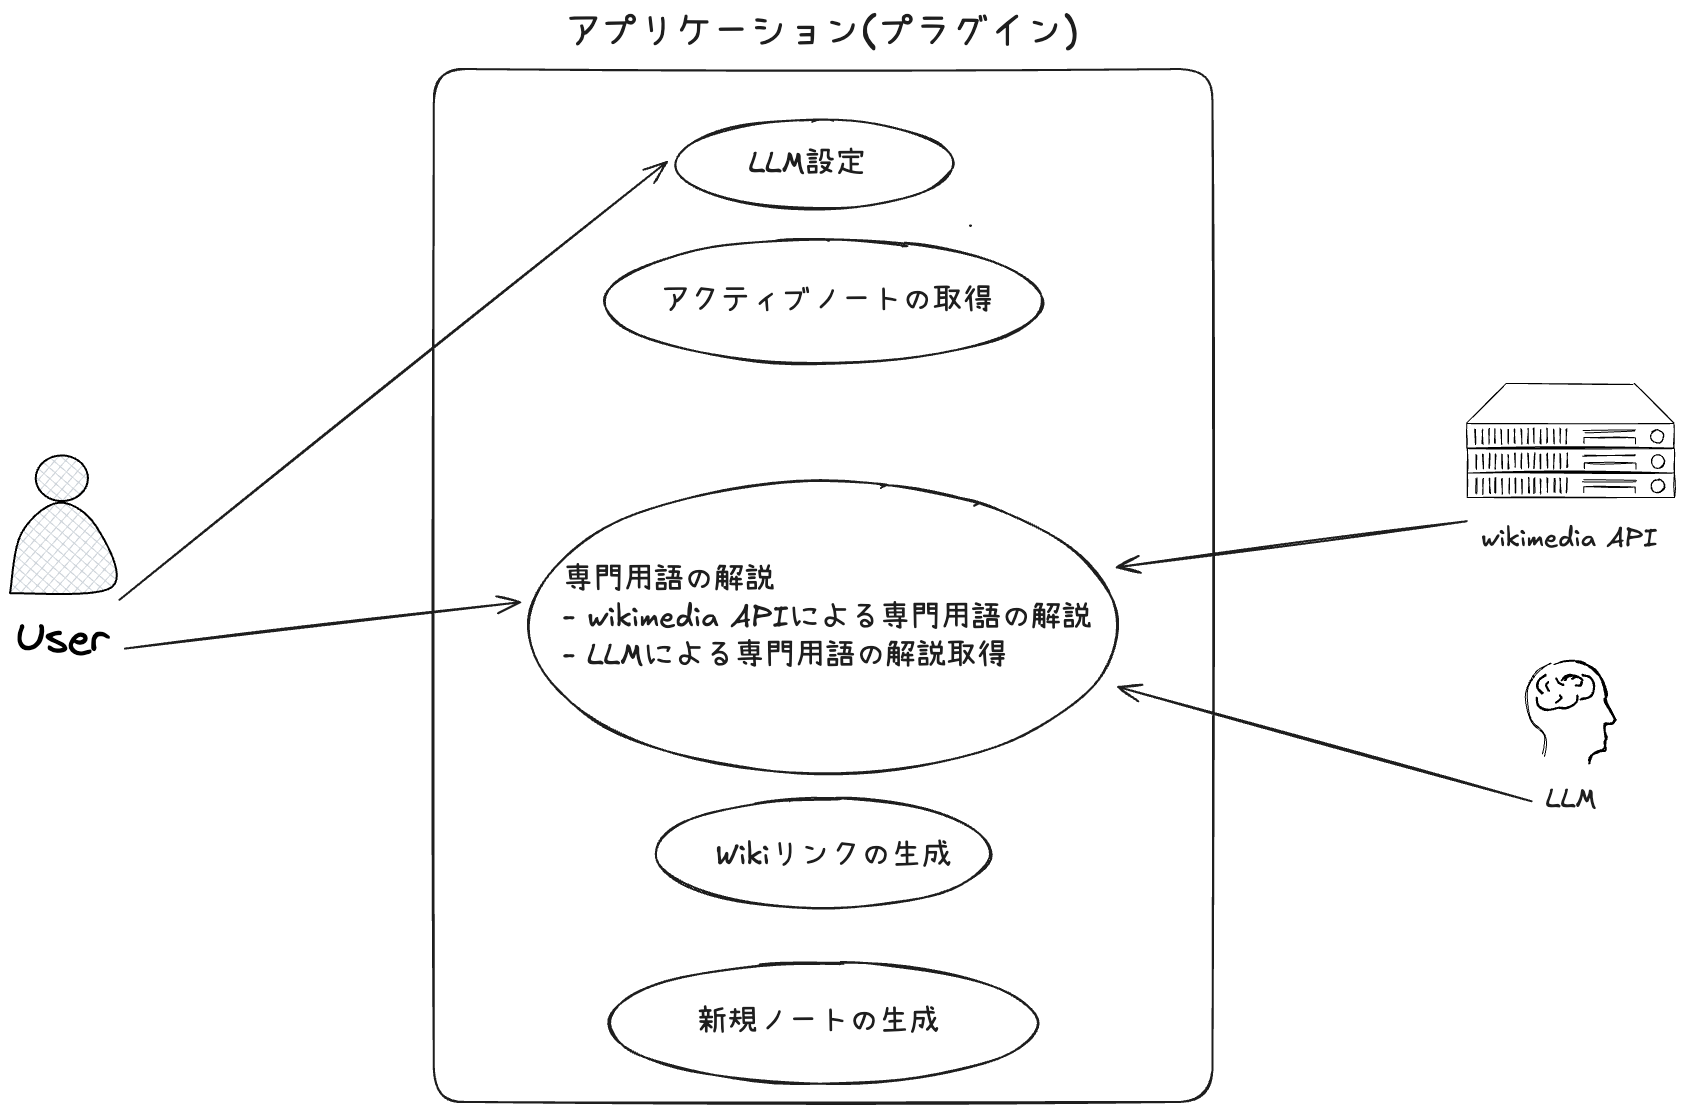 アプリケーション(プラグイン)
LLM設定
アクティブノートの取得
専門用語の解説
- wikimedia APIによる専門用語の解説
- LLMによる専門用語の解説取得
Wikiリンクの生成
新規ノートの生成
User
wikimedia API
LLM